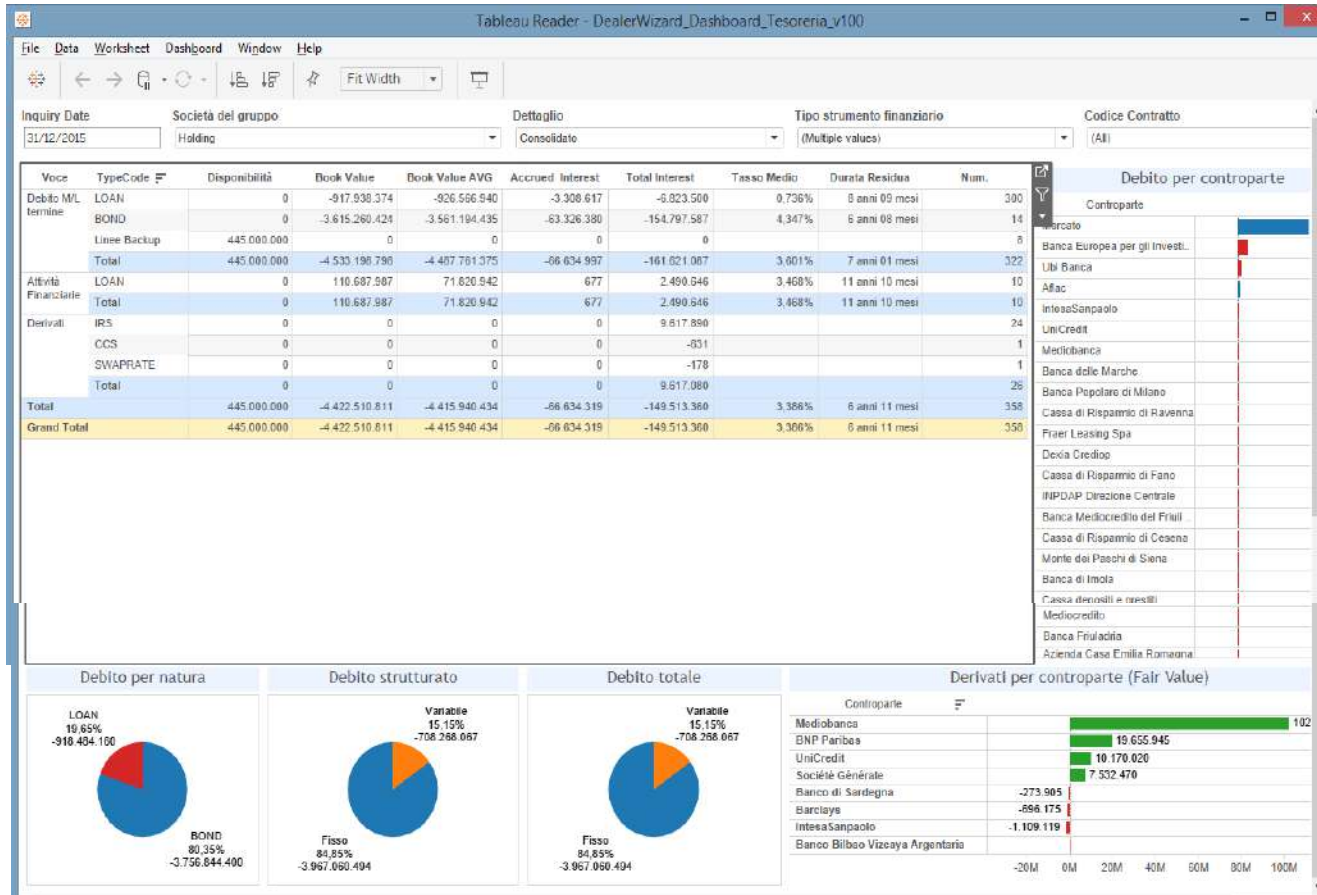 Tableau Reader - DealerWizard_Dashboard_Tesoreria_v100
File Data Worksheet Dashboard Window Help
Fit Width
Inquiry Date Società del gruppo Dettaglio Tipo strumento finanziario Codice Contratto
31/12/2015 Holding Consolidato (Multiple values) (All)
Voce TypeCode Disponibilità Book Value Book Value AVG Accrued Interest Total Interest Tasso Medio Durata Residua Num.
Debito M/L termine LOAN 0 -917.938.374 -926.566.940 -3.308.617 -6.823.500 0,736% 8 anni 09 mesi 300
BOND 0 -3.615.260.424 -3.561.194.435 -63.326.380 -154.797.587 4,347% 6 anni 08 mesi 14
Linee Backup 445.000.000 0 0 0 0 8
Total 445.000.000 -4.533.198.798 -4.487.761.375 -66.634.997 -161.621.087 3,601% 7 anni 01 mesi 322
Attività Finanziarie LOAN 0 110.687.987 71.820.942 677 2.490.646 3,468% 11 anni 10 mesi 10
Total 0 110.687.987 71.820.942 677 2.490.646 3,468% 11 anni 10 mesi 10
Derivati IRS 0 0 0 0 9.617.890 24
CCS 0 0 0 0 -631 1
SWAPRATE 0 0 0 0 -178 1
Total 0 0 0 0 9.617.080 26
Total 445.000.000 -4.422.510.811 -4.415.940.434 -66.634.319 -149.513.360 3,386% 6 anni 11 mesi 358
Grand Total 445.000.000 -4.422.510.811 -4.415.940.434 -66.634.319 -149.513.360 3,386% 6 anni 11 mesi 358
Debito per controparte
Controparte
Mercato
Banca Europea per gli Investi..
Ubi Banca
Aflac
IntesaSanpaolo
UniCredit
Mediobanca
Banca delle Marche
Banca Popolare di Milano
Cassa di Risparmio di Ravenna
Fraer Leasing Spa
Dexia Crediop
Cassa di Risparmio di Fano
INPDAP Direzione Centrale
Banca Mediocredito del Friuli ..
Cassa di Risparmio di Cesena
Monte dei Paschi di Siena
Banca di Imola
Cassa depositi e prestiti
Mediocredito
Banca Friuladria
Azienda Casa Emilia Romagna
Debito per natura
LOAN
19,65%
-918.484.160
BOND
80,35%
-3.756.844.400
Debito strutturato
Variabile
15,15%
-708.268.067
Fisso
84,85%
-3.967.060.494
Debito totale
Variabile
15,15%
-708.268.067
Fisso
84,85%
-3.967.060.494
Derivati per controparte (Fair Value)
Controparte
Mediobanca 102
BNP Paribas 19.655.945
UniCredit 10.170.020
Société Générale 7.532.470
Banco di Sardegna -273.905
Barclays -696.175
IntesaSanpaolo -1.109.119
Banco Bilbao Vizcaya Argentaria
-20M 0M 20M 40M 60M 80M 100M